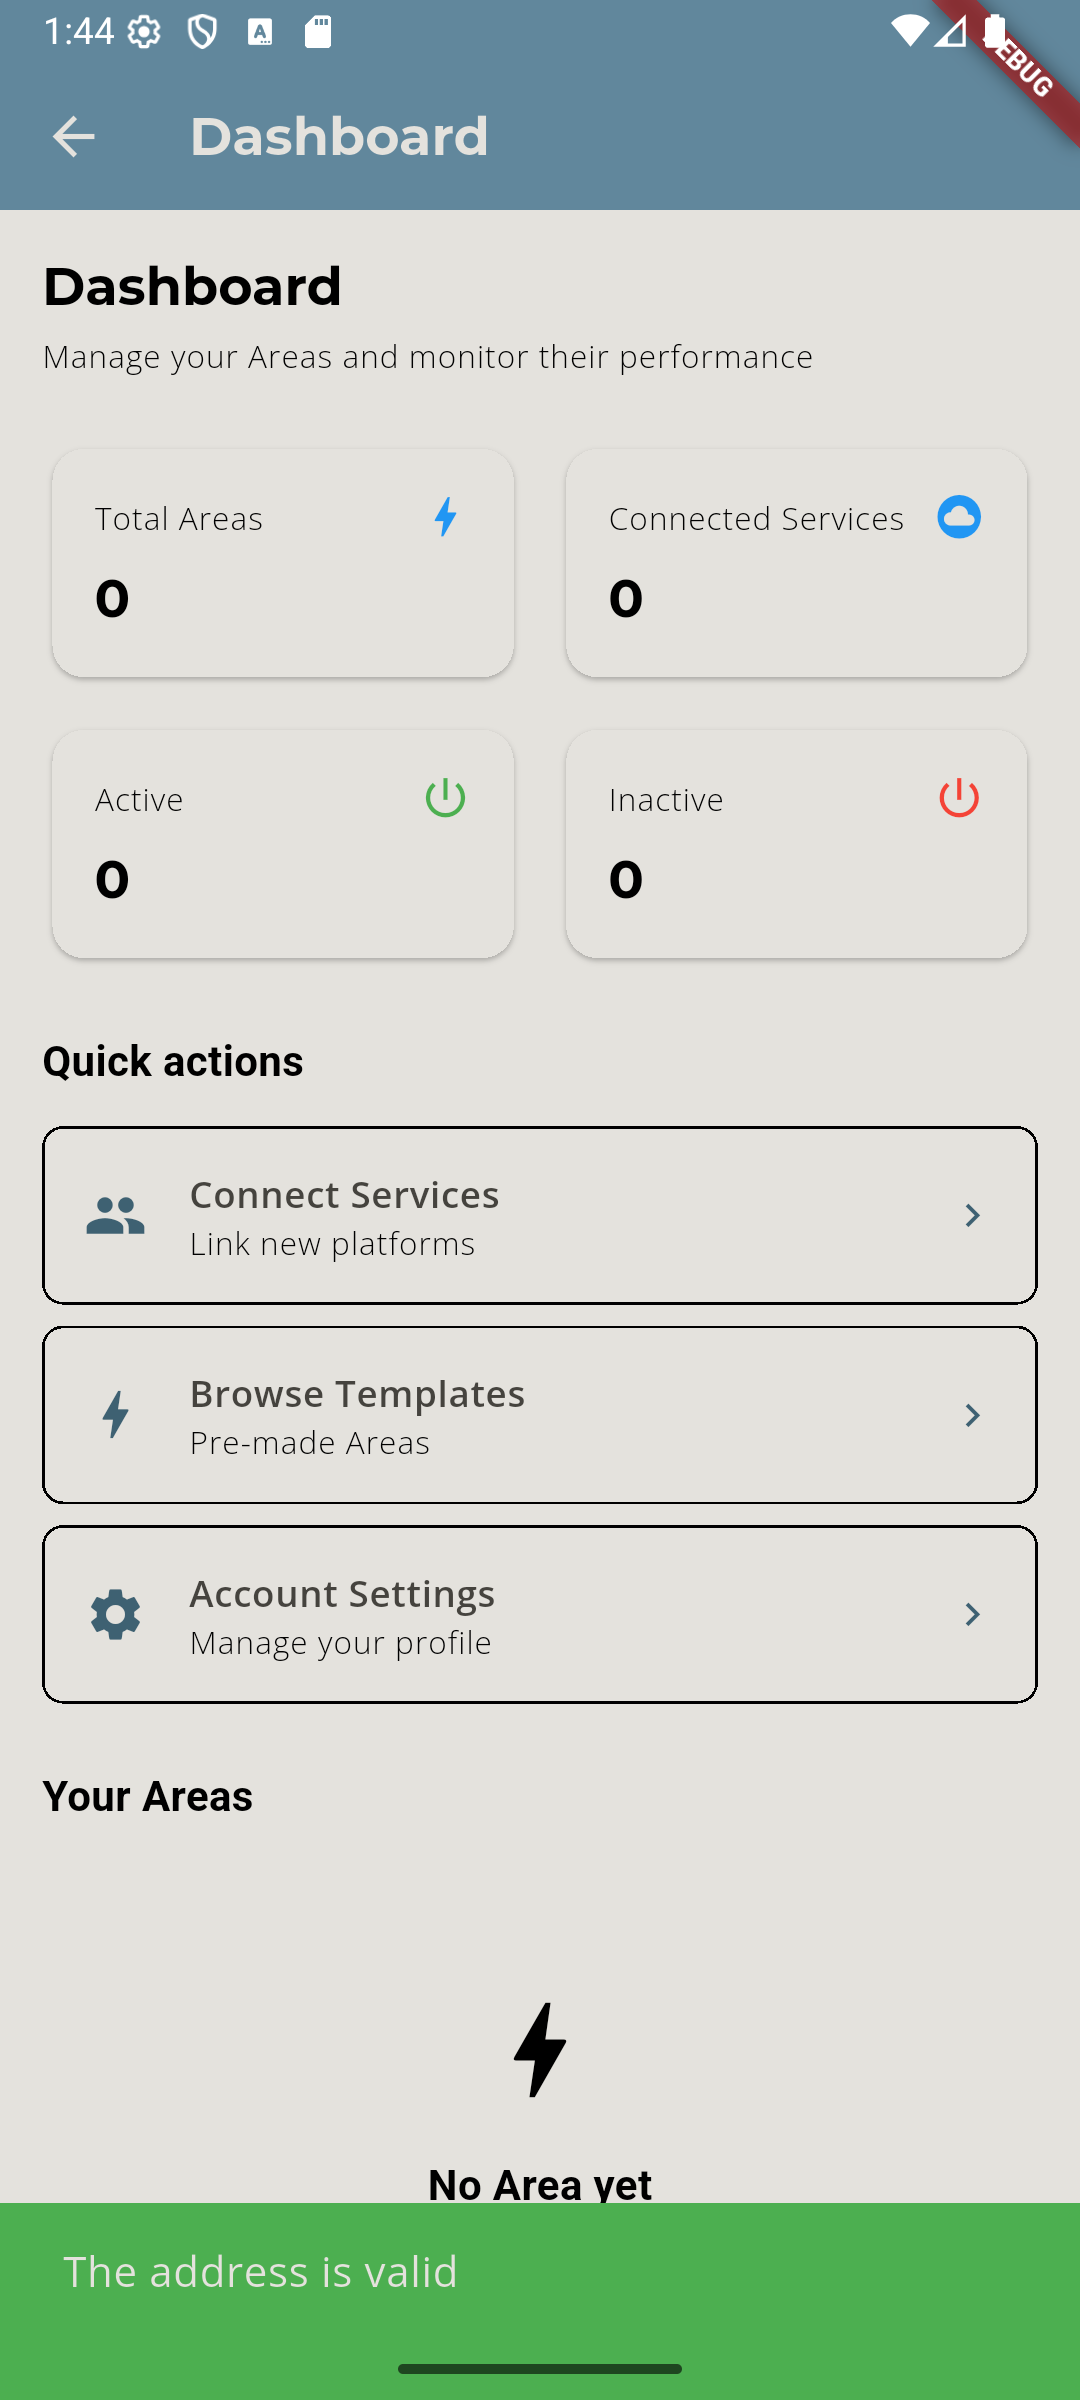 1:44
EBUG
Dashboard
Dashboard
Manage your Areas and monitor their performance
Total Areas
0
Connected Services
0
Active
0
Inactive
0
Quick actions
Connect Services
Link new platforms
Browse Templates
Pre-made Areas
Account Settings
Manage your profile
Your Areas
No Area yet
The address is valid